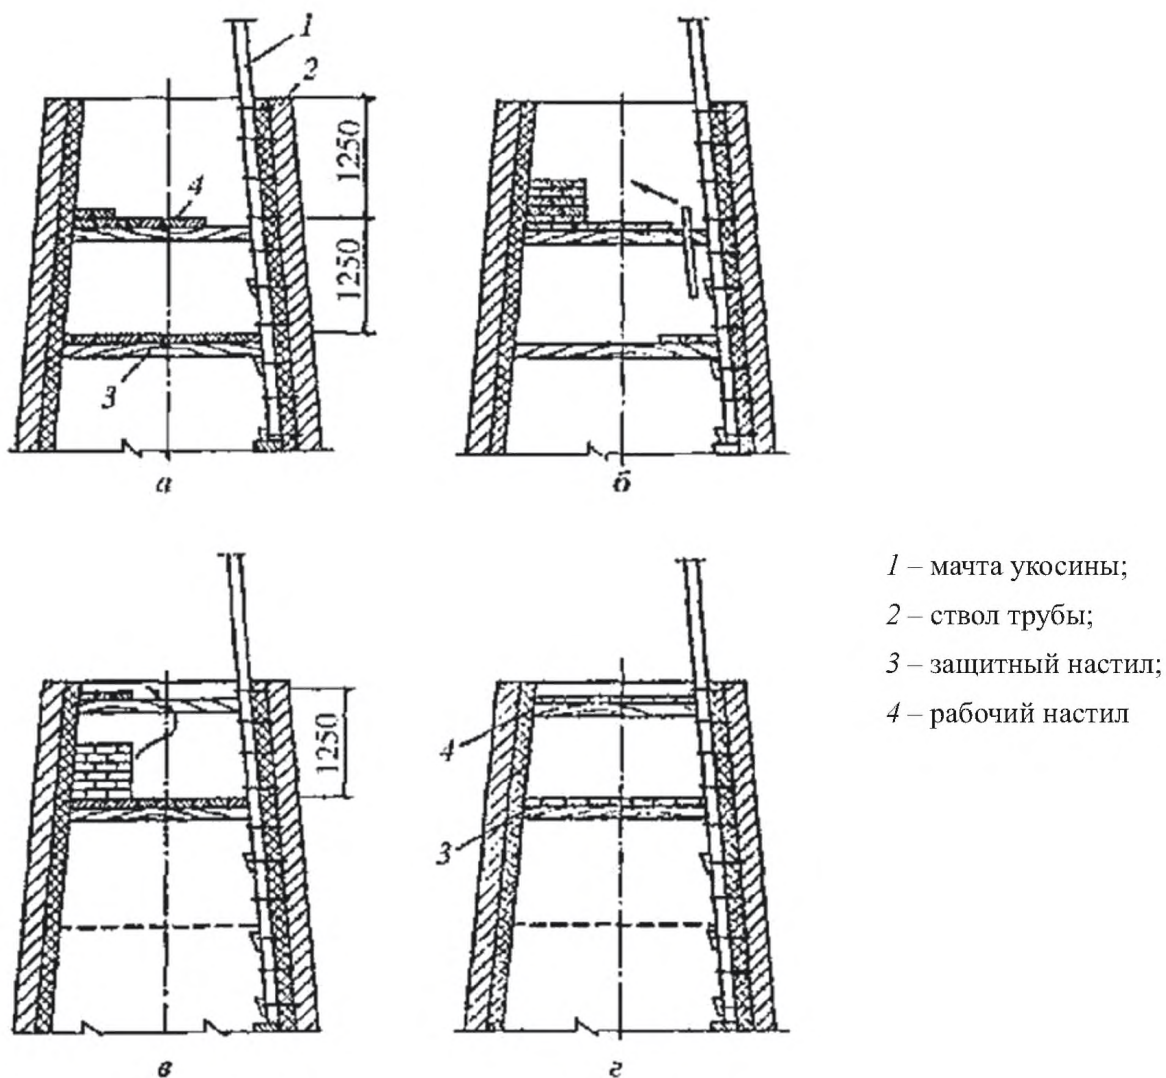 1
2
1250
4
1250
3
а
б
1 – мачта укосины;
2 – ствол трубы;
3 – защитный настил;
4 – рабочий настил
1250
4
3
в
г